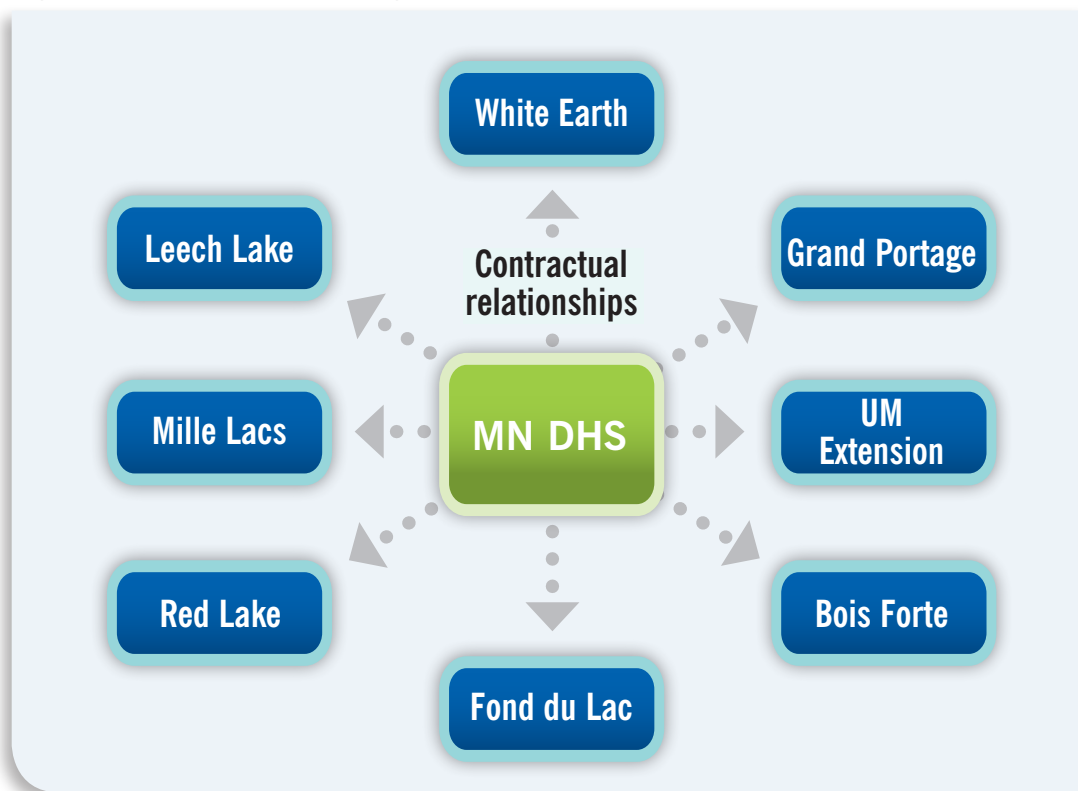 White Earth
Leech Lake
Grand Portage
Contractual
relationships
Mille Lacs
MN DHS
UM
Extension
Red Lake
Bois Forte
Fond du Lac